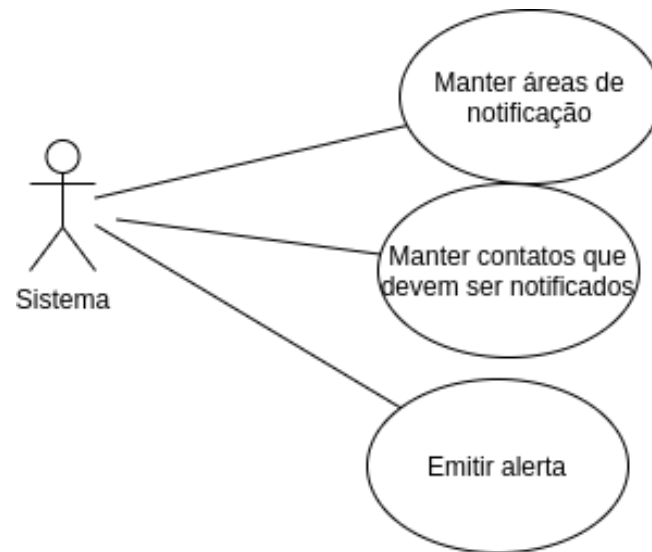 Manter áreas de
notificação
Manter contatos que
devem ser notificados
Sistema
Emitir alerta